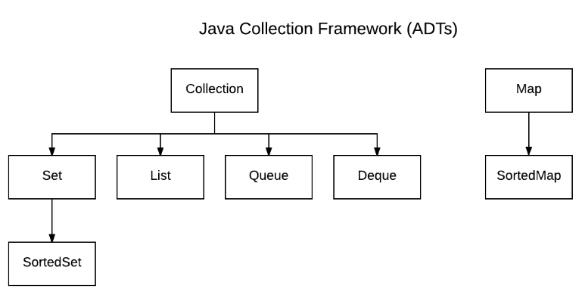 Java Collection Framework (ADTs)
Collection
Map
Set
List
Queue
Deque
SortedMap
SortedSet